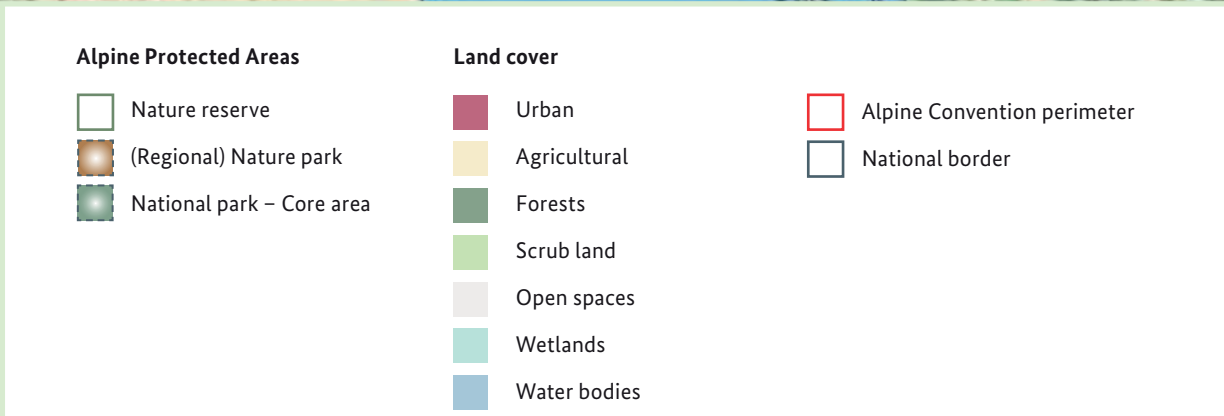 Alpine Protected Areas
Nature reserve
(Regional) Nature park
National park – Core area
Land cover
Urban
Agricultural
Forests
Scrub land
Open spaces
Wetlands
Water bodies
Alpine Convention perimeter
National border